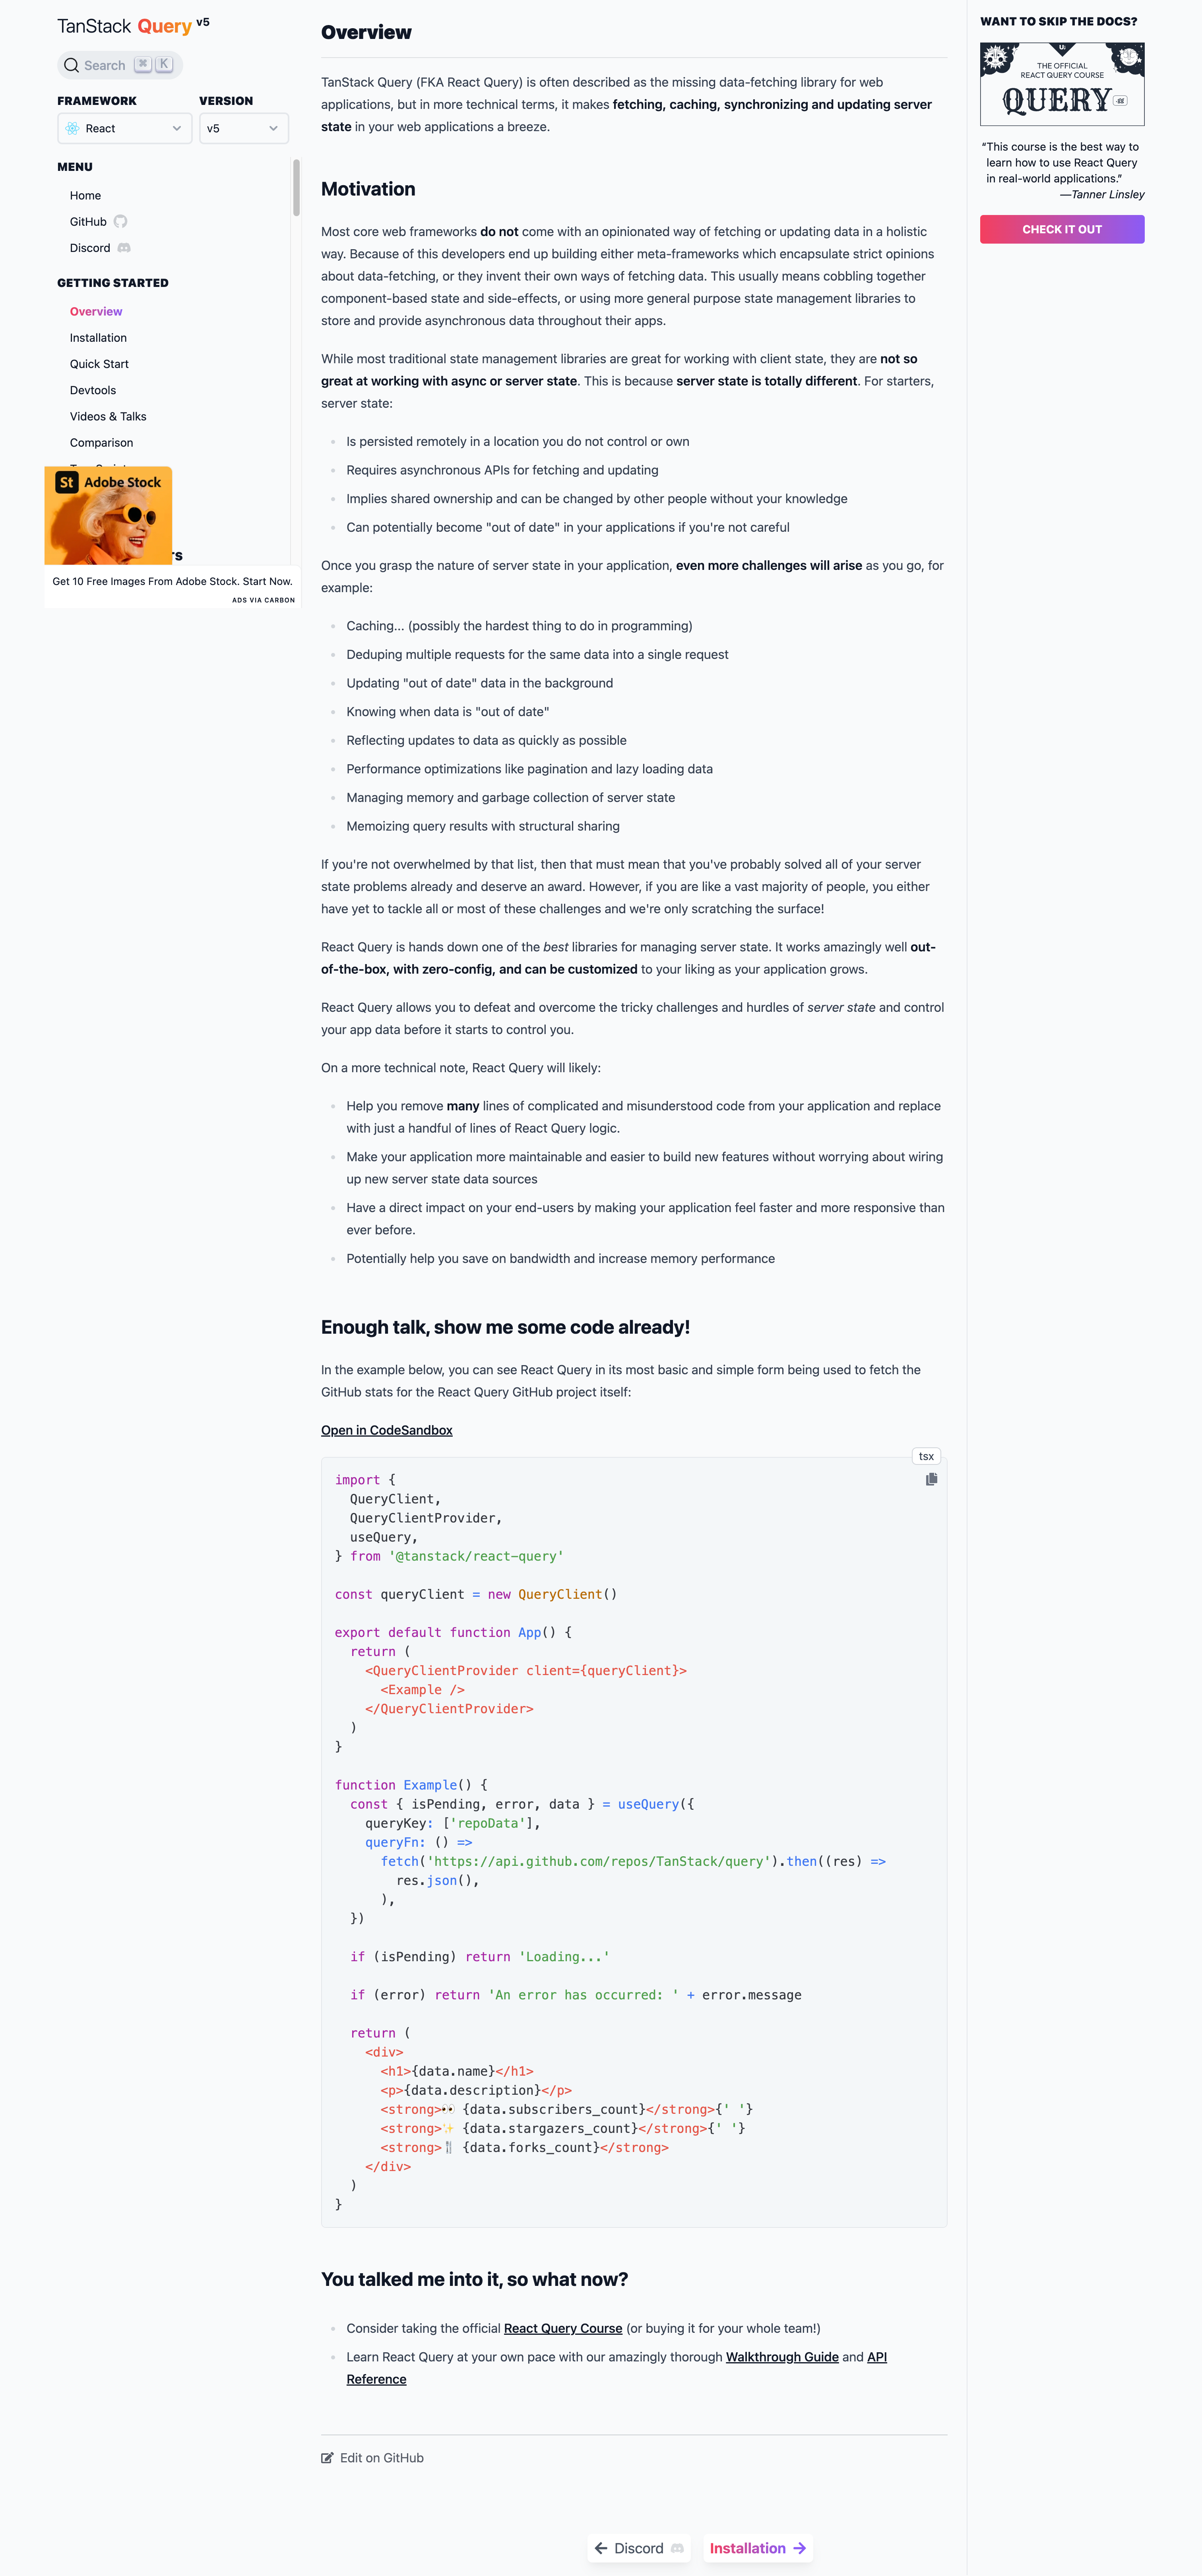 TanStack Query v5
Search ⌘ K
FRAMEWORK
VERSION
React
v5
MENU
Home
GitHub
Discord
GETTING STARTED
Overview
Installation
Quick Start
Devtools
Videos & Talks
Comparison
St Adobe Stock
rs
Get 10 Free Images From Adobe Stock. Start Now.
ADS VIA CARBON
Overview
TanStack Query (FKA React Query) is often described as the missing data-fetching library for web
applications, but in more technical terms, it makes fetching, caching, synchronizing and updating server
state in your web applications a breeze.
Motivation
Most core web frameworks do not come with an opinionated way of fetching or updating data in a holistic
way. Because of this developers end up building either meta-frameworks which encapsulate strict opinions
about data-fetching, or they invent their own ways of fetching data. This usually means cobbling together
component-based state and side-effects, or using more general purpose state management libraries to
store and provide asynchronous data throughout their apps.
While most traditional state management libraries are great for working with client state, they are not so
great at working with async or server state. This is because server state is totally different. For starters,
server state:
Is persisted remotely in a location you do not control or own
Requires asynchronous APIs for fetching and updating
Implies shared ownership and can be changed by other people without your knowledge
Can potentially become "out of date" in your applications if you're not careful
Once you grasp the nature of server state in your application, even more challenges will arise as you go, for
example:
Caching... (possibly the hardest thing to do in programming)
Deduping multiple requests for the same data into a single request
Updating "out of date" data in the background
Knowing when data is "out of date"
Reflecting updates to data as quickly as possible
Performance optimizations like pagination and lazy loading data
Managing memory and garbage collection of server state
Memoizing query results with structural sharing
If you're not overwhelmed by that list, then that must mean that you've probably solved all of your server
state problems already and deserve an award. However, if you are like a vast majority of people, you either
have yet to tackle all or most of these challenges and we're only scratching the surface!
React Query is hands down one of the best libraries for managing server state. It works amazingly well out-
of-the-box, with zero-config, and can be customized to your liking as your application grows.
React Query allows you to defeat and overcome the tricky challenges and hurdles of server state and control
your app data before it starts to control you.
On a more technical note, React Query will likely:
Help you remove many lines of complicated and misunderstood code from your application and replace
with just a handful of lines of React Query logic.
Make your application more maintainable and easier to build new features without worrying about wiring
up new server state data sources
Have a direct impact on your end-users by making your application feel faster and more responsive than
ever before.
Potentially help you save on bandwidth and increase memory performance
Enough talk, show me some code already!
In the example below, you can see React Query in its most basic and simple form being used to fetch the
GitHub stats for the React Query GitHub project itself:
Open in CodeSandbox
tsx
import {
  QueryClient,
  QueryClientProvider,
  useQuery,
} from '@tanstack/react-query'
const queryClient = new QueryClient()
export default function App() {
  return (
    <QueryClientProvider client={queryClient}>
      <Example />
    </QueryClientProvider>
  )
}
function Example() {
  const { isPending, error, data } = useQuery({
    queryKey: ['repoData'],
    queryFn: () =>
      fetch('https://api.github.com/repos/TanStack/query').then((res) =>
        res.json(),
      ),
  })
  if (isPending) return 'Loading...'
  if (error) return 'An error has occurred: ' + error.message
  return (
    <div>
      <h1>{data.name}</h1>
      <p>{data.description}</p>
      <strong>👀 {data.subscribers_count}</strong>{' '}
      <strong>✨ {data.stargazers_count}</strong>{' '}
      <strong>🍴 {data.forks_count}</strong>
    </div>
  )
}
You talked me into it, so what now?
Consider taking the official React Query Course (or buying it for your whole team!)
Learn React Query at your own pace with our amazingly thorough Walkthrough Guide and API
Reference
Edit on GitHub
← Discord
Installation →
WANT TO SKIP THE DOCS?
THE OFFICIAL
REACT QUERY COURSE
QUERY
“This course is the best way to
learn how to use React Query
in real-world applications.”
—Tanner Linsley
CHECK IT OUT